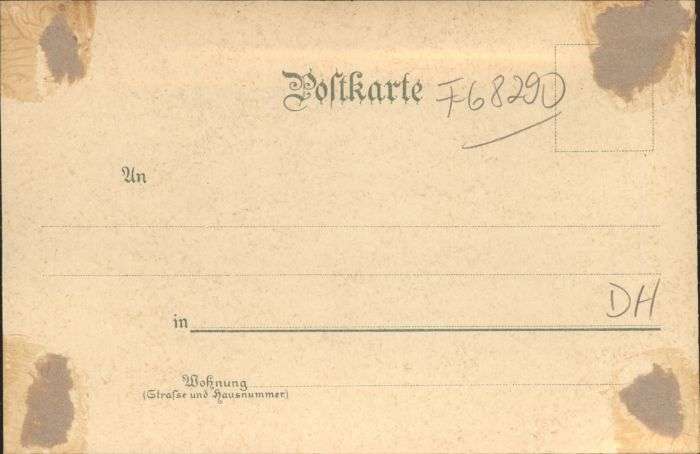 Postkarte F68290
An
DH
in
Wohnung
(Straſse und Hausnummer)